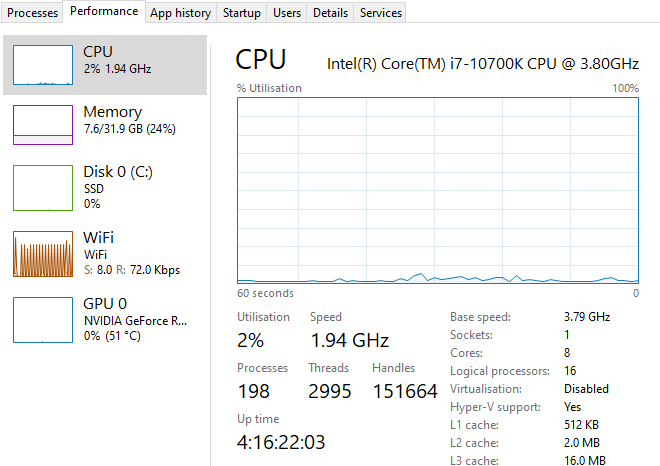 Processes Performance App history Startup Users Details Services
CPU
2% 1.94 GHz
Memory
7.6/31.9 GB (24%)
Disk 0 (C:)
SSD
0%
WiFi
WiFi
S: 8.0 R: 72.0 Kbps
GPU 0
NVIDIA GeForce R...
0% (51 °C)
CPU
Intel(R) Core(TM) i7-10700K CPU @ 3.80GHz
% Utilisation 100%
60 seconds 0
Utilisation Speed
2% 1.94 GHz
Processes Threads Handles
198 2995 151664
Up time
4:16:22:03
Base speed: 3.79 GHz
Sockets: 1
Cores: 8
Logical processors: 16
Virtualisation: Disabled
Hyper-V support: Yes
L1 cache: 512 KB
L2 cache: 2.0 MB
L3 cache: 16.0 MB